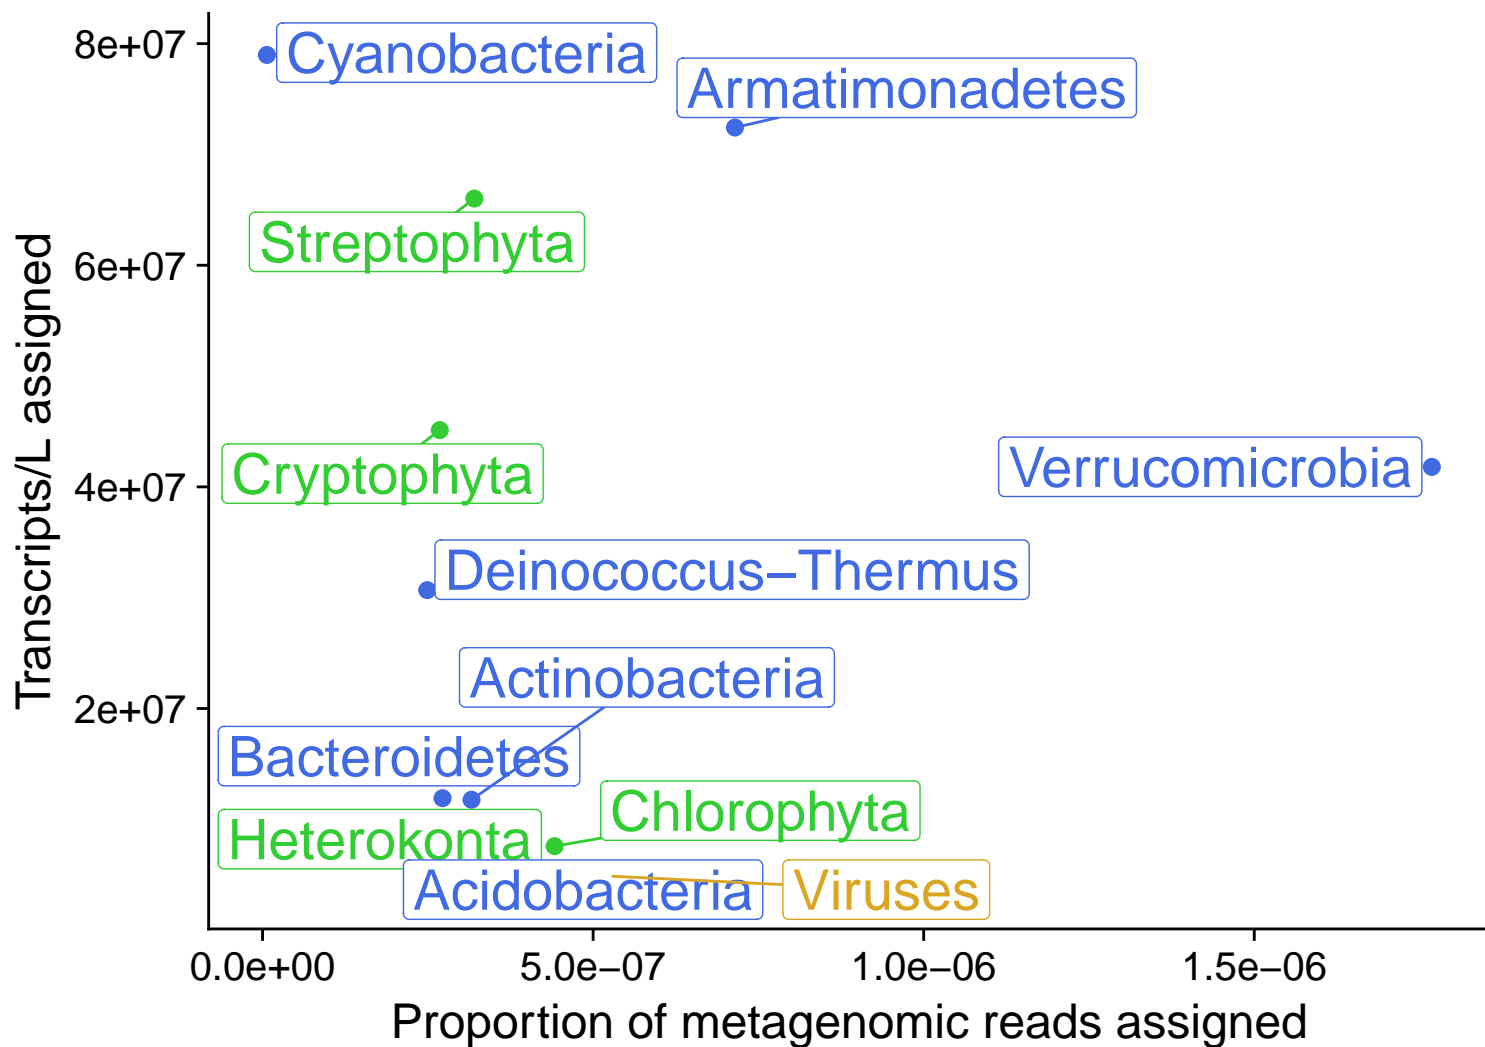 8e+07
Cyanobacteria
Armatimonadetes
Streptophyta
6e+07
Cryptophyta
4e+07
Verrucomicrobia
Deinococcus−Thermus
Actinobacteria
2e+07
Bacteroidetes
Chlorophyta
Heterokonta
Acidobacteria
Viruses
Transcripts/L assigned
0.0e+00
5.0e−07
1.0e−06
1.5e−06
Proportion of metagenomic reads assigned